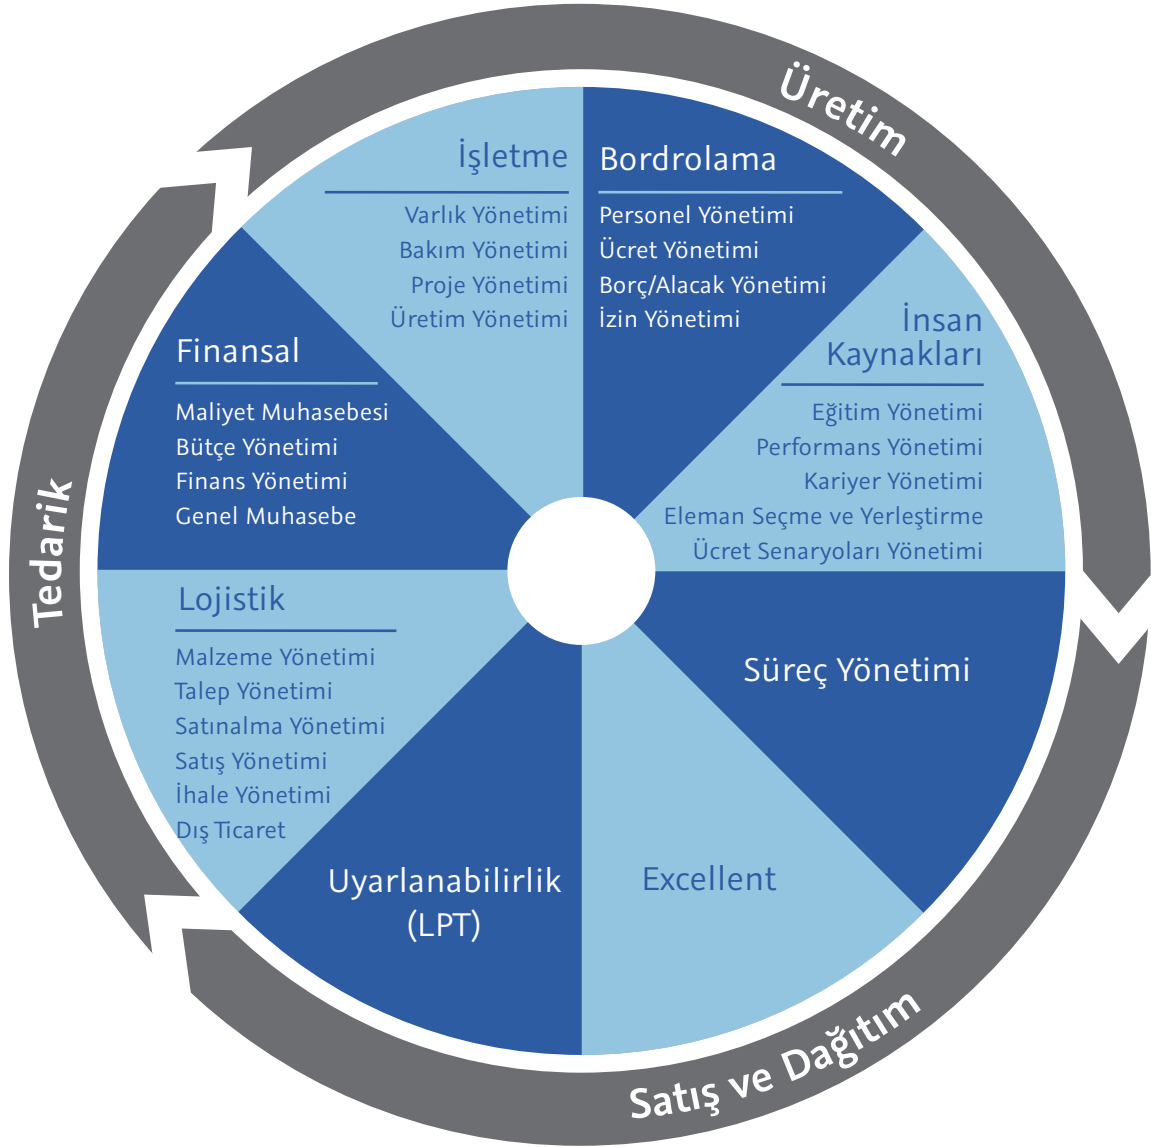 Üretim
İşletme
Varlık Yönetimi
Bakım Yönetimi
Proje Yönetimi
Üretim Yönetimi
Bordrolama
Personel Yönetimi
Ücret Yönetimi
Borç/Alacak Yönetimi
İzin Yönetimi
İnsan
Kaynakları
Eğitim Yönetimi
Performans Yönetimi
Kariyer Yönetimi
Eleman Seçme ve Yerleştirme
Ücret Senaryoları Yönetimi
Finansal
Maliyet Muhasebesi
Bütçe Yönetimi
Finans Yönetimi
Genel Muhasebe
Tedarik
Lojistik
Malzeme Yönetimi
Talep Yönetimi
Satınalma Yönetimi
Satış Yönetimi
İhale Yönetimi
Dış Ticaret
Süreç Yönetimi
Uyarlanabilirlik
(LPT)
Excellent
Satış ve Dağıtım